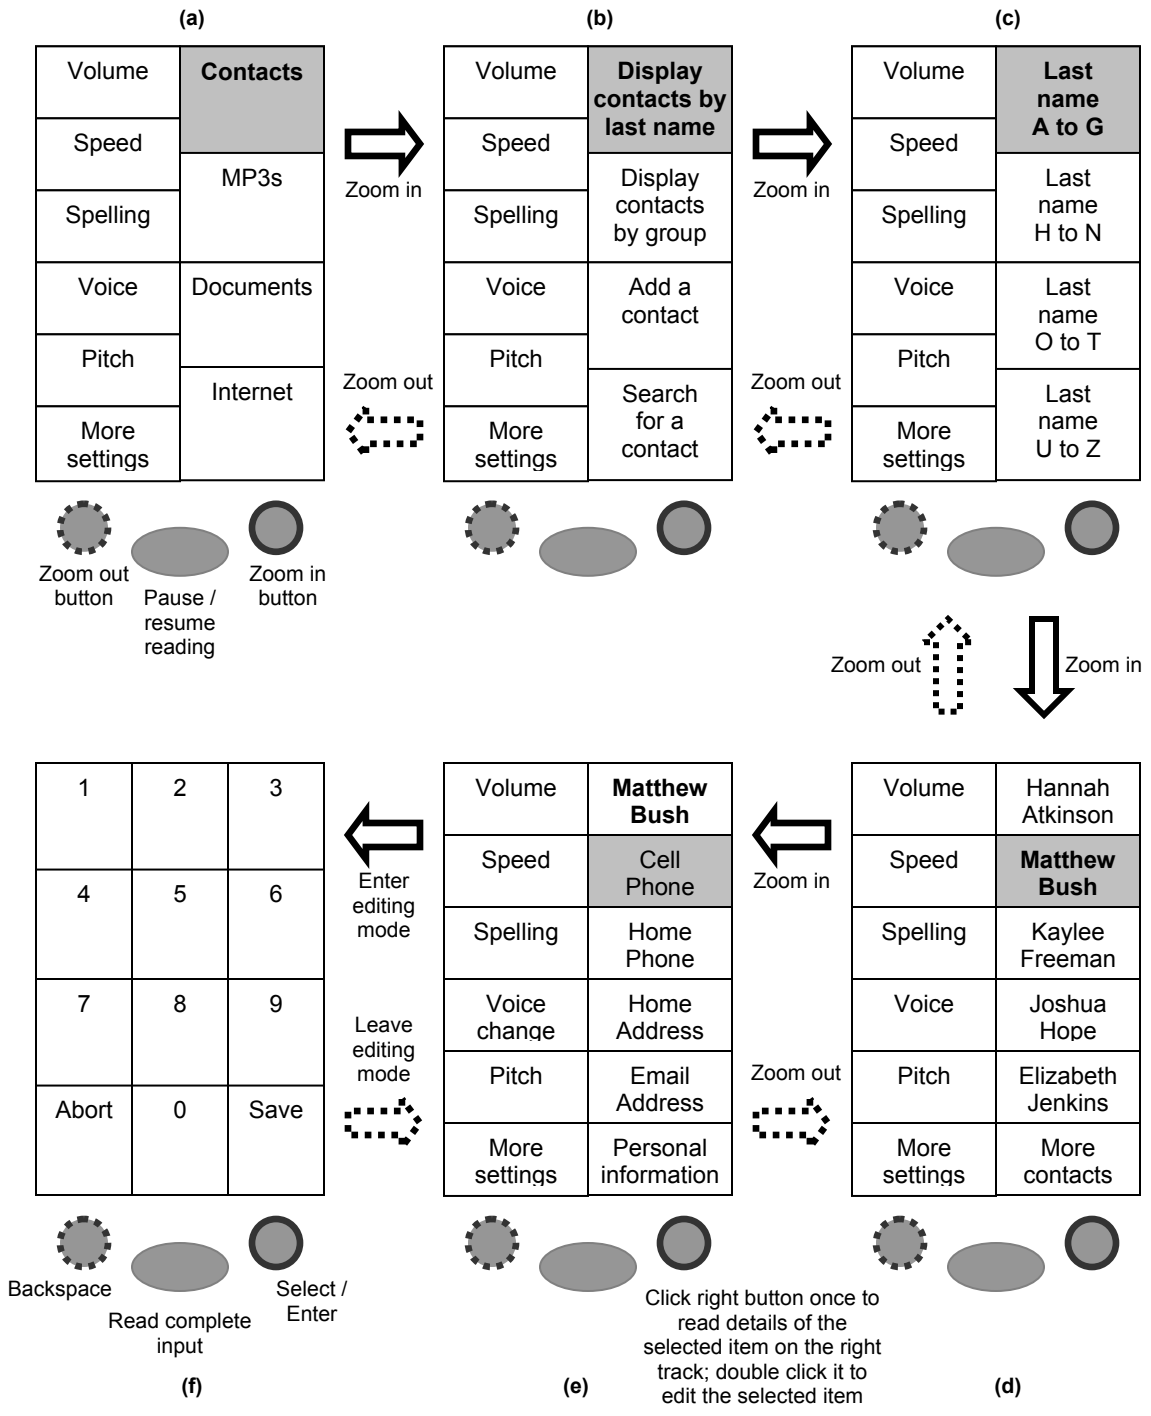 (a)
Volume
Speed
Spelling
Voice
Pitch
More
settings
Contacts
MP3s
Documents
Internet
Zoom out
button
Pause /
resume
reading
Zoom in
button
Zoom in
Zoom out
(b)
Volume
Speed
Spelling
Voice
Pitch
More
settings
Display
contacts by
last name
Display
contacts
by group
Add a
contact
Search
for a
contact
Zoom in
Zoom out
(c)
Volume
Speed
Spelling
Voice
Pitch
More
settings
Last
name
A to G
Last
name
H to N
Last
name
O to T
Last
name
U to Z
Zoom out
Zoom in
1
2
3
4
5
6
7
8
9
Abort
0
Save
Backspace
Read complete
input
Select /
Enter
(f)
Enter
editing
mode
Leave
editing
mode
Volume
Speed
Spelling
Voice
change
Pitch
More
settings
Matthew
Bush
Cell
Phone
Home
Phone
Home
Address
Email
Address
Personal
information
Click right button once to
read details of the
selected item on the right
track; double click it to
edit the selected item
(e)
Zoom in
Zoom out
Volume
Speed
Spelling
Voice
Pitch
More
settings
Hannah
Atkinson
Matthew
Bush
Kaylee
Freeman
Joshua
Hope
Elizabeth
Jenkins
More
contacts
(d)